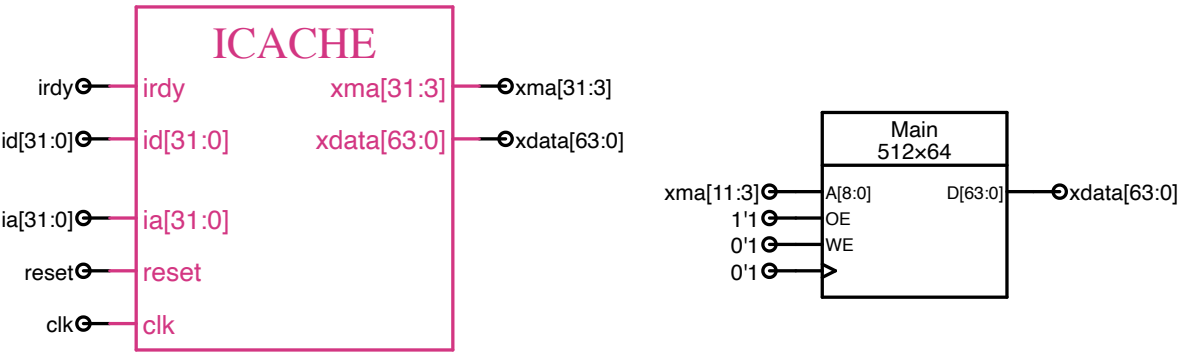 ICACHE
irdy
irdy
xma[31:3]
xma[31:3]
id[31:0]
id[31:0]
xdata[63:0]
xdata[63:0]
ia[31:0]
ia[31:0]
reset
reset
clk
clk
Main
512×64
xma[11:3]
A[8:0]
D[63:0]
xdata[63:0]
1'1
OE
0'1
WE
0'1